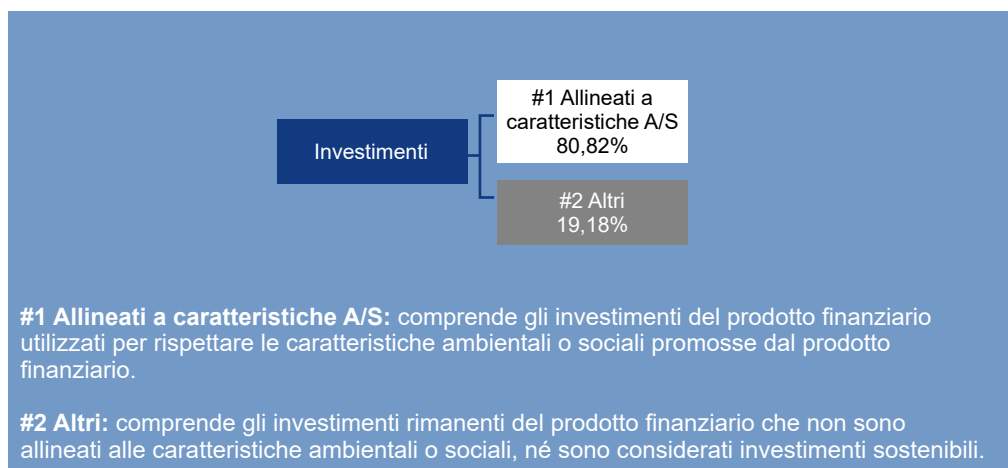 #1 Allineati a
caratteristiche A/S
80,82%
Investimenti
#2 Altri
19,18%
#1 Allineati a caratteristiche A/S: comprende gli investimenti del prodotto finanziario
utilizzati per rispettare le caratteristiche ambientali o sociali promosse dal prodotto
finanziario.
#2 Altri: comprende gli investimenti rimanenti del prodotto finanziario che non sono
allineati alle caratteristiche ambientali o sociali, né sono considerati investimenti sostenibili.